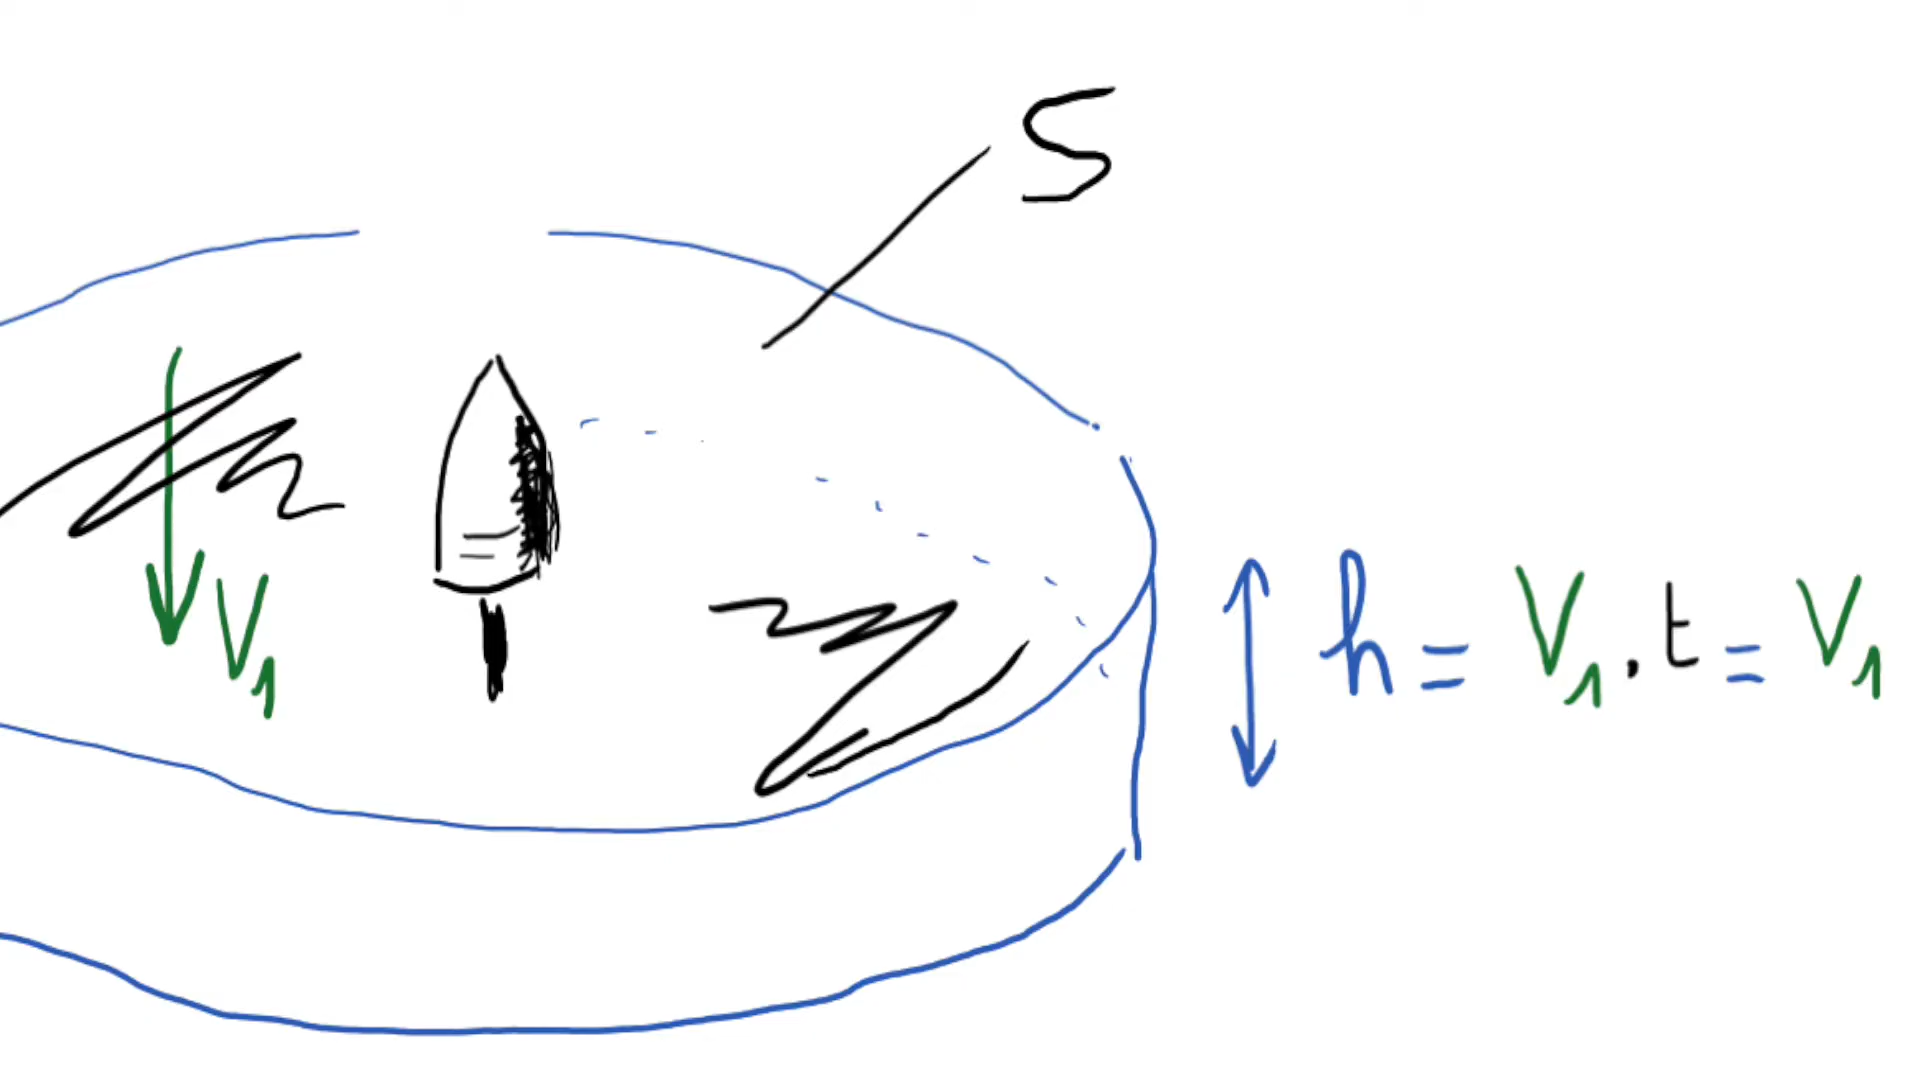 S
V₁
h = V₁ . t = V₁